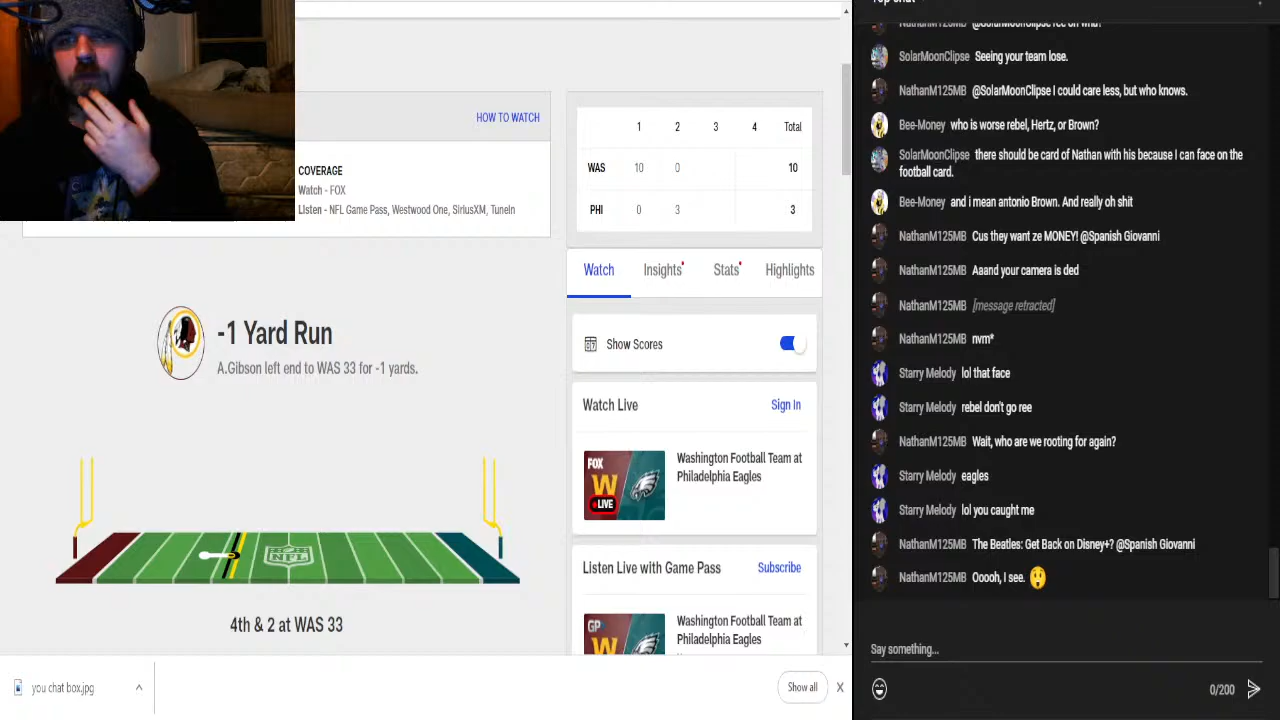 Top chat
NathanM125MB @SolarMoonClipse
SolarMoonClipse Seeing your team lose.
NathanM125MB @SolarMoonClipse I could care less, but who knows.
Bee-Money who is worse rebel, Hertz, or Brown?
SolarMoonClipse there should be card of Nathan with his because I can face on the
football card.
Bee-Money and i mean antonio Brown. And really oh shit
NathanM125MB Cus they want ze MONEY! @Spanish Giovanni
NathanM125MB Aaand your camera is ded
NathanM125MB [message retracted]
NathanM125MB nvm*
Starry Melody lol that face
Starry Melody rebel don't go ree
NathanM125MB Wait, who are we rooting for again?
Starry Melody eagles
Starry Melody lol you caught me
NathanM125MB The Beatles: Get Back on Disney+? @Spanish Giovanni
NathanM125MB Ooooh, I see. 😲
Say something...
0/200
HOW TO WATCH
COVERAGE
Watch - FOX
Listen - NFL Game Pass, Westwood One, SiriusXM, TuneIn
1 2 3 4 Total
WAS 10 0 10
PHI 0 3 3
Watch Insights Stats Highlights
Show Scores
Watch Live Sign In
FOX
W
LIVE
Washington Football Team at
Philadelphia Eagles
Listen Live with Game Pass Subscribe
GP
W
Washington Football Team at
Philadelphia Eagles
-1 Yard Run
A.Gibson left end to WAS 33 for -1 yards.
NFL
4th & 2 at WAS 33
you chat box.jpg
Show all X